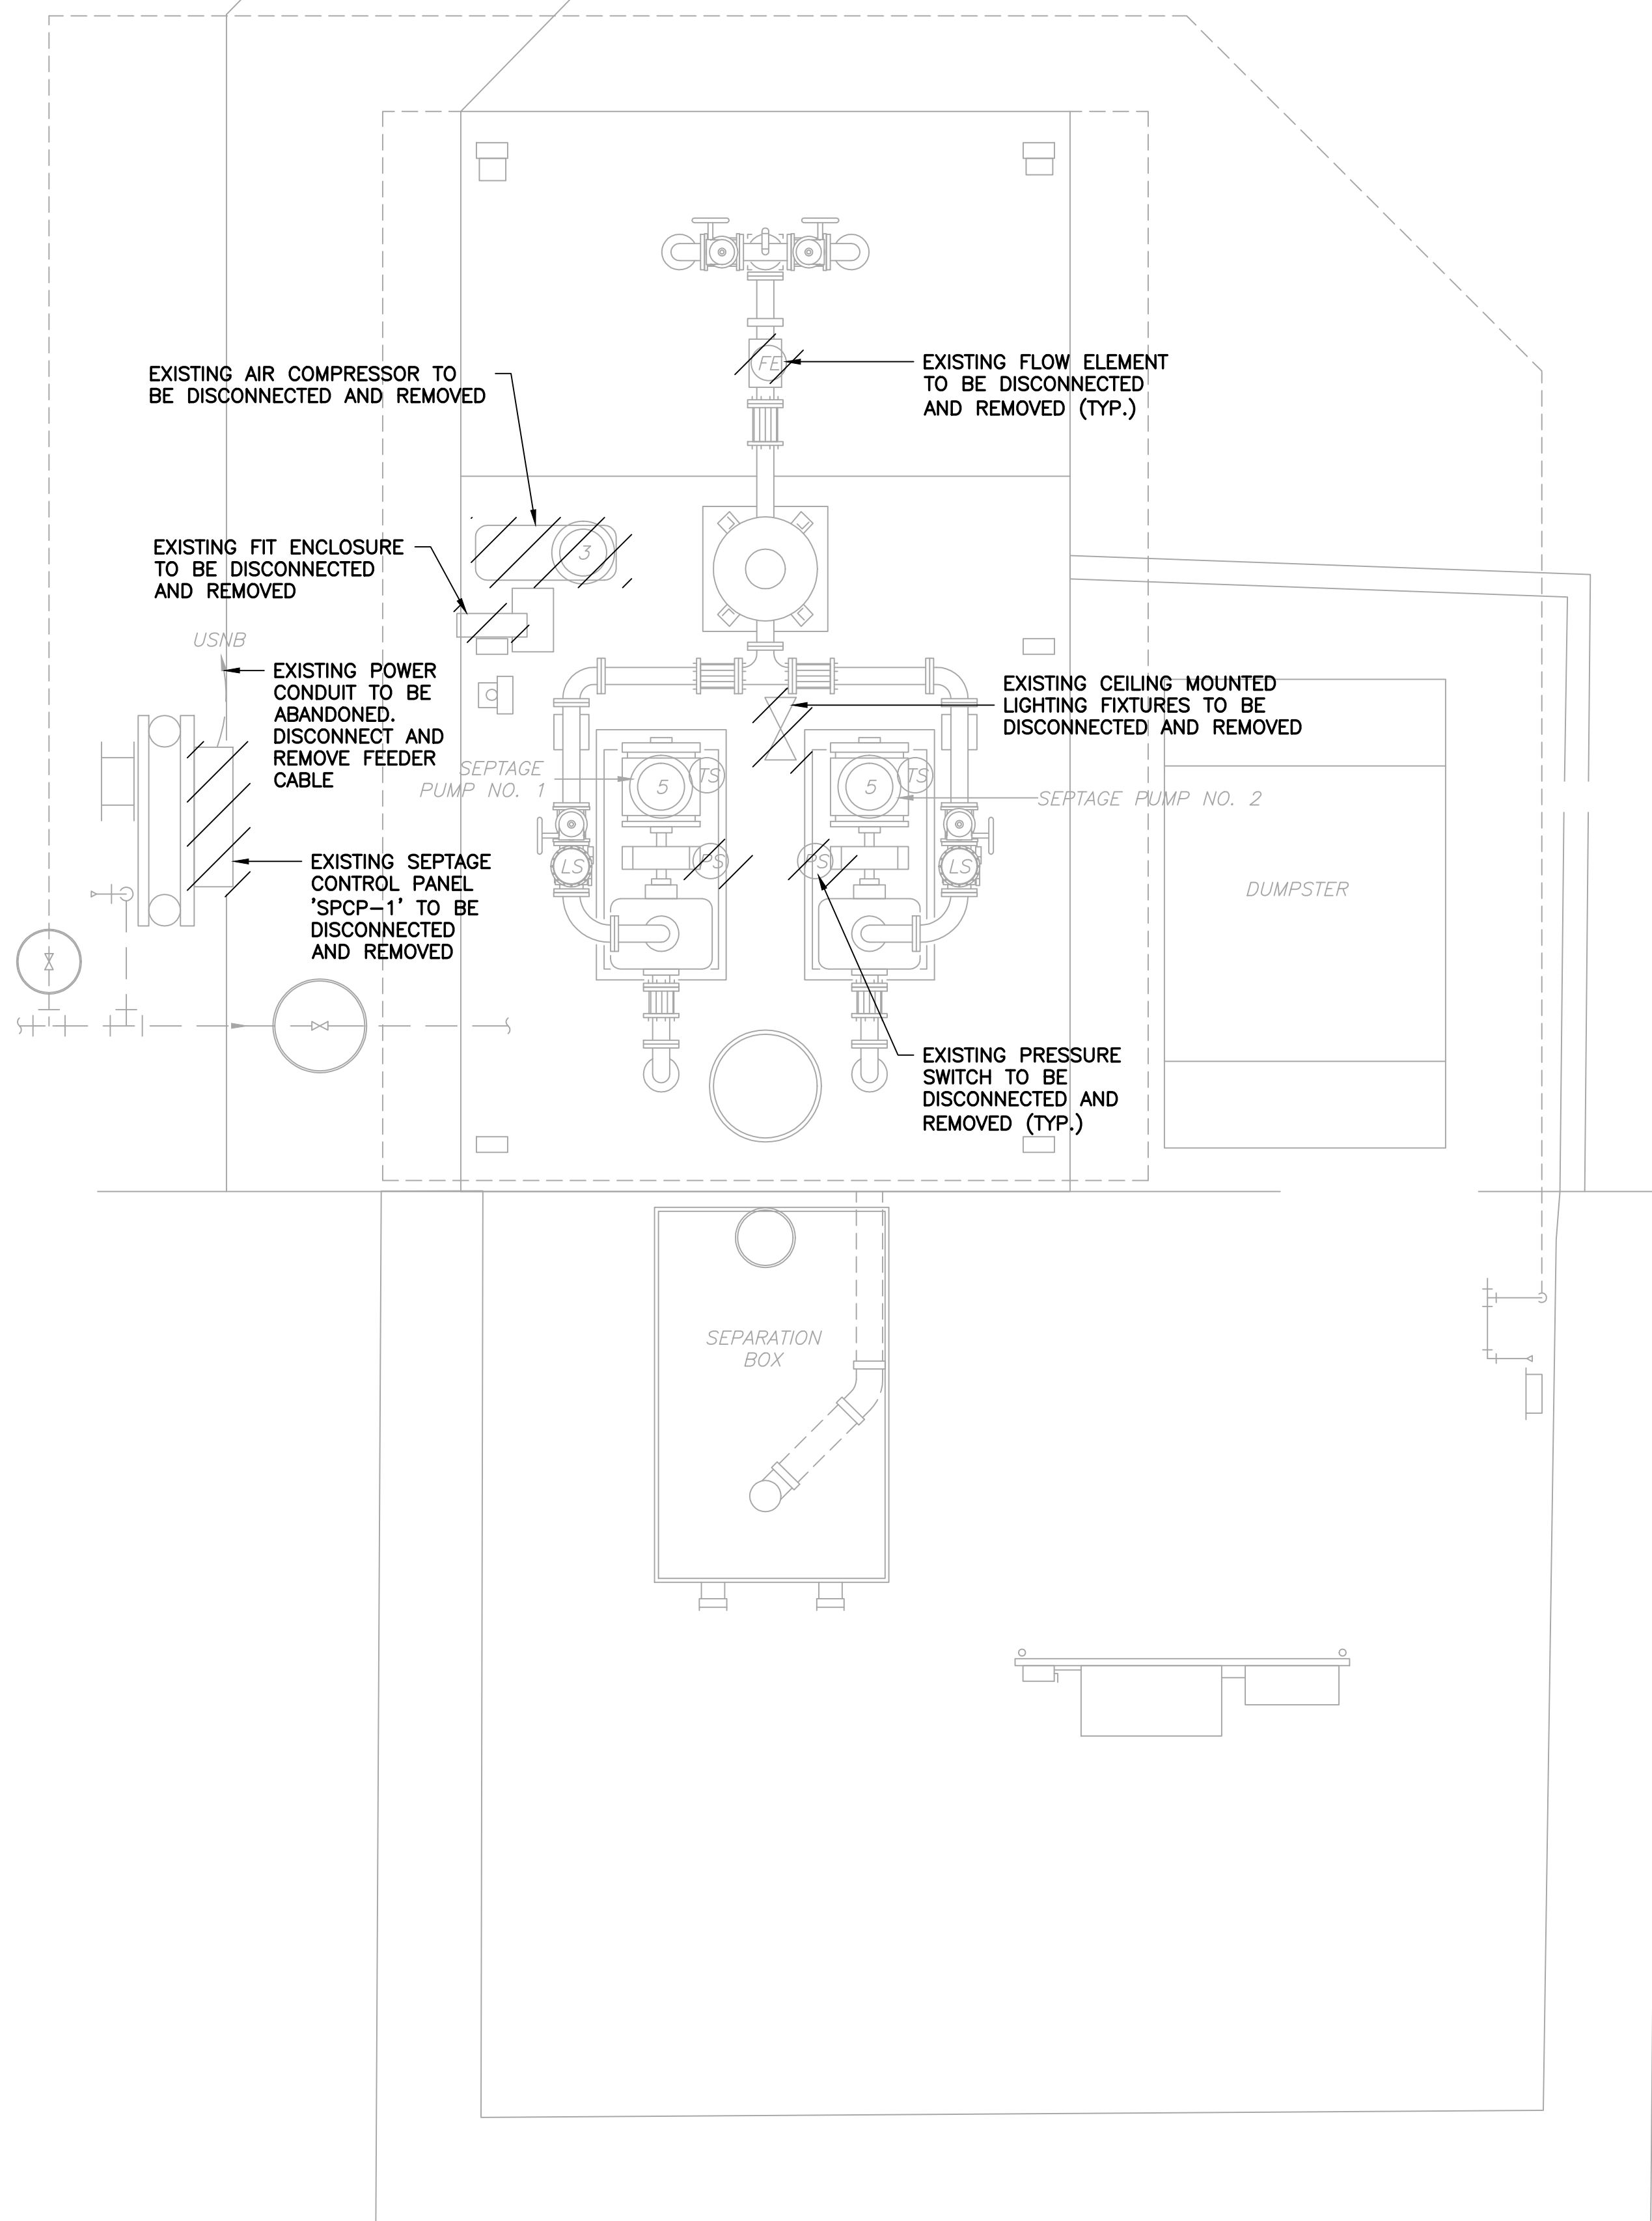 FE
EXISTING FLOW ELEMENT
TO BE DISCONNECTED
AND REMOVED (TYP.)
EXISTING AIR COMPRESSOR TO
BE DISCONNECTED AND REMOVED
3
EXISTING FIT ENCLOSURE
TO BE DISCONNECTED
AND REMOVED
USNB
EXISTING POWER
CONDUIT TO BE
ABANDONED.
DISCONNECT AND
REMOVE FEEDER
CABLE
EXISTING CEILING MOUNTED
LIGHTING FIXTURES TO BE
DISCONNECTED AND REMOVED
SEPTAGE
PUMP NO. 1
5
TS
5
TS
SEPTAGE PUMP NO. 2
LS
PS
PS
LS
EXISTING SEPTAGE
CONTROL PANEL
'SPCP-1' TO BE
DISCONNECTED
AND REMOVED
DUMPSTER
EXISTING PRESSURE
SWITCH TO BE
DISCONNECTED AND
REMOVED (TYP.)
SEPARATION
BOX